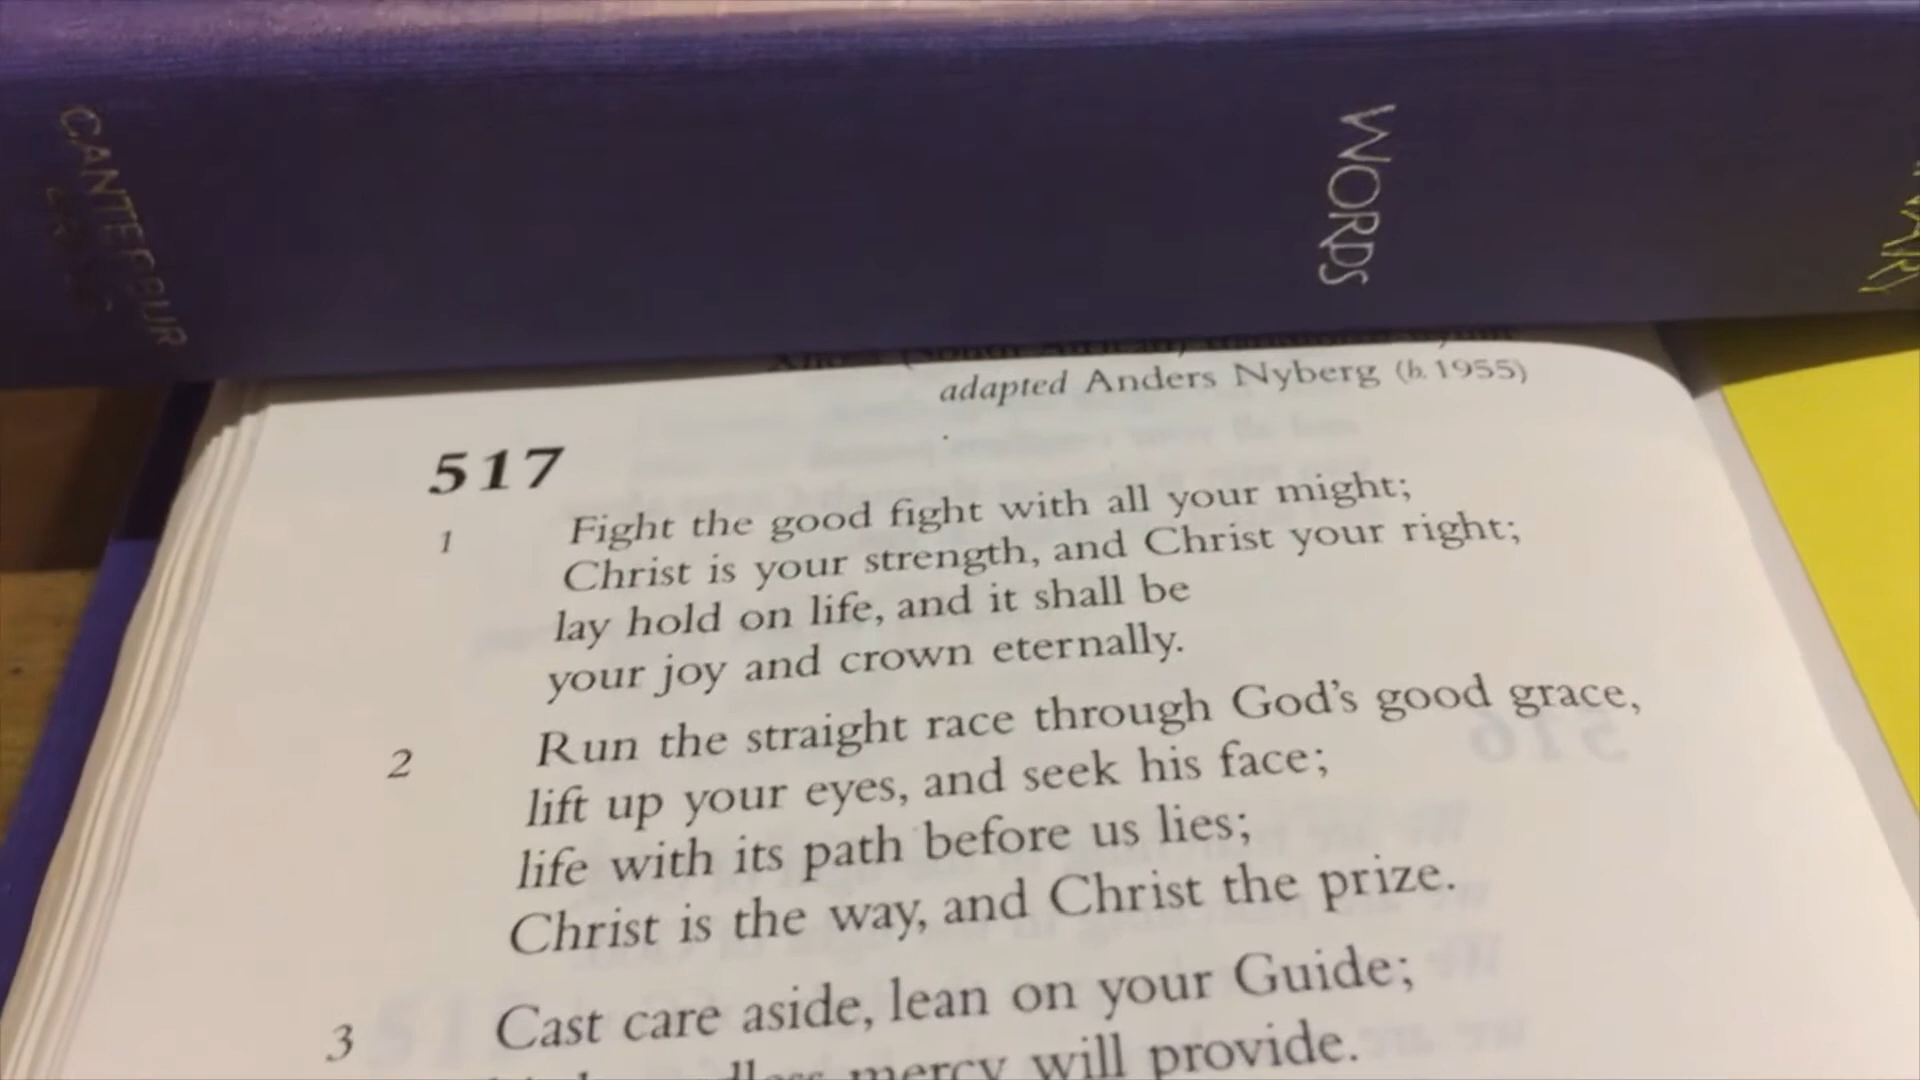 CANTERBUR
WORDS
adapted Anders Nyberg (b. 1955)
517
1 Fight the good fight with all your might;
Christ is your strength, and Christ your right;
lay hold on life, and it shall be
your joy and crown eternally.
2 Run the straight race through God's good grace,
lift up your eyes, and seek his face;
life with its path before us lies;
Christ is the way, and Christ the prize.
3 Cast care aside, lean on your Guide;
mercy will provide.